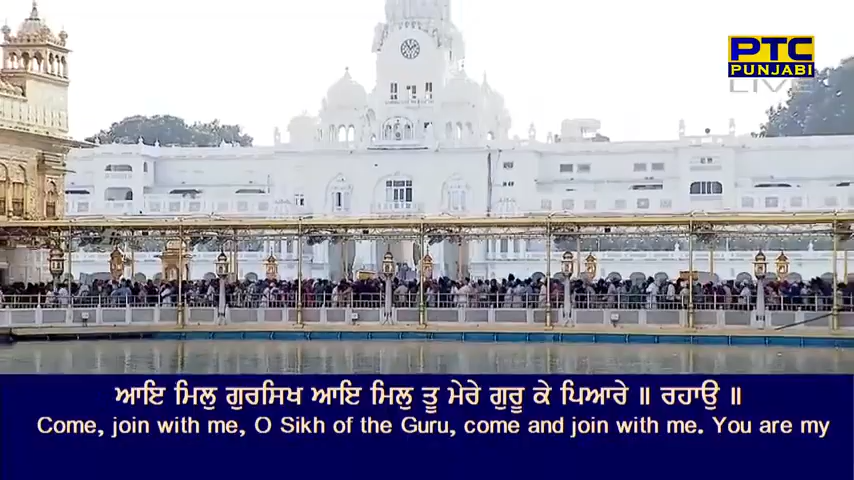 PTC
PUNJABI
LIVE
ਆਇ ਮਿਲੁ ਗੁਰਸਿਖ ਆਇ ਮਿਲੁ ਤੂ ਮੇਰੇ ਗੁਰੂ ਕੇ ਪਿਆਰੇ ॥ ਰਹਾਉ ॥
Come, join with me, O Sikh of the Guru, come and join with me. You are my